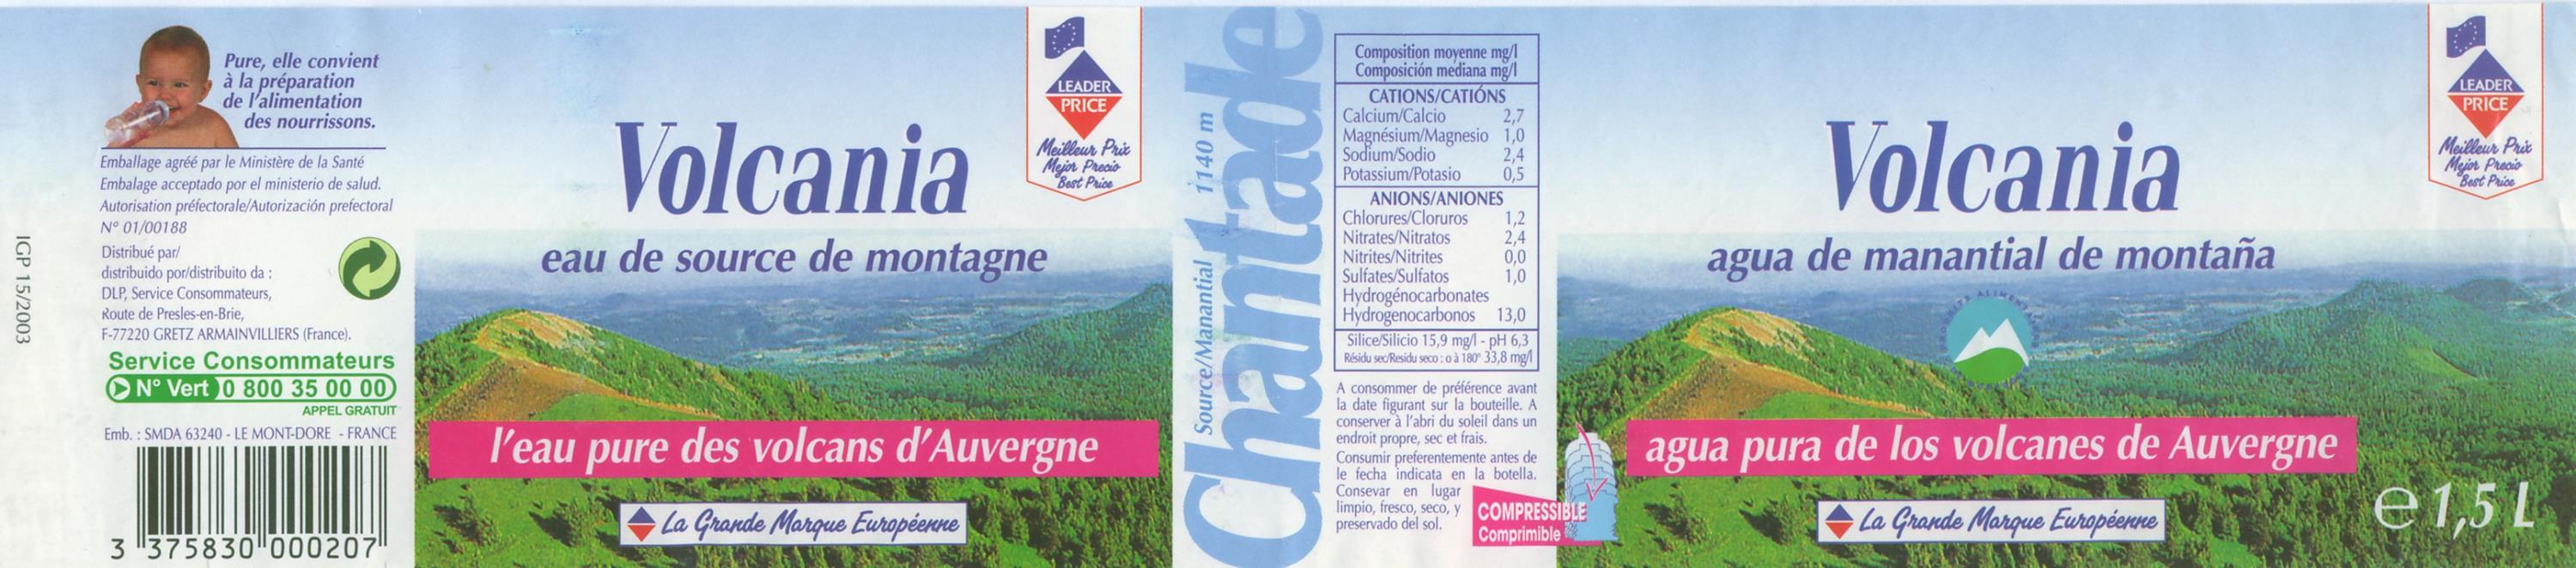 IGP 15/2003
Pure, elle convient
à la préparation
de l'alimentation
des nourrissons.
Emballage agréé par le Ministère de la Santé
Embalage acceptado por el ministerio de salud.
Autorisation préfectorale/Autorización prefectoral
N° 01/00188
Distribué par/
distribuido por/distribuito da :
DLP, Service Consommateurs,
Route de Presles-en-Brie,
F-77220 GRETZ ARMAINVILLIERS (France).
Service Consommateurs
N° Vert 0 800 35 00 00
APPEL GRATUIT
Emb. : SMDA 63240 - LE MONT-DORE - FRANCE
3 375830 000207
Volcania
eau de source de montagne
l'eau pure des volcans d'Auvergne
La Grande Marque Européenne
LEADER
PRICE
Meilleur Prix
Mejor Precio
Best Price
Source/Manantial 1140 m
Chantade
Composition moyenne mg/l
Composición mediana mg/l
CATIONS/CATIÓNS
Calcium/Calcio 2,7
Magnésium/Magnesio 1,0
Sodium/Sodio 2,4
Potassium/Potasio 0,5
ANIONS/ANIONES
Chlorures/Cloruros 1,2
Nitrates/Nitratos 2,4
Nitrites/Nitrites 0,0
Sulfates/Sulfatos 1,0
Hydrogénocarbonates
Hydrogenocarbonos 13,0
Silice/Silicio 15,9 mg/l - pH 6,3
Résidu sec/Residu seco : o à 180° 33,8 mg/l
A consommer de préférence avant
la date figurant sur la bouteille. A
conserver à l'abri du soleil dans un
endroit propre, sec et frais.
Consumir preferentemente antes de
le fecha indicata en la botella.
Consevar en lugar
limpio, fresco, seco, y
preservado del sol.
COMPRESSIBLE
Comprimible
Volcania
agua de manantial de montaña
agua pura de los volcanes de Auvergne
La Grande Marque Européenne
LEADER
PRICE
Meilleur Prix
Mejor Precio
Best Price
e 1,5 L